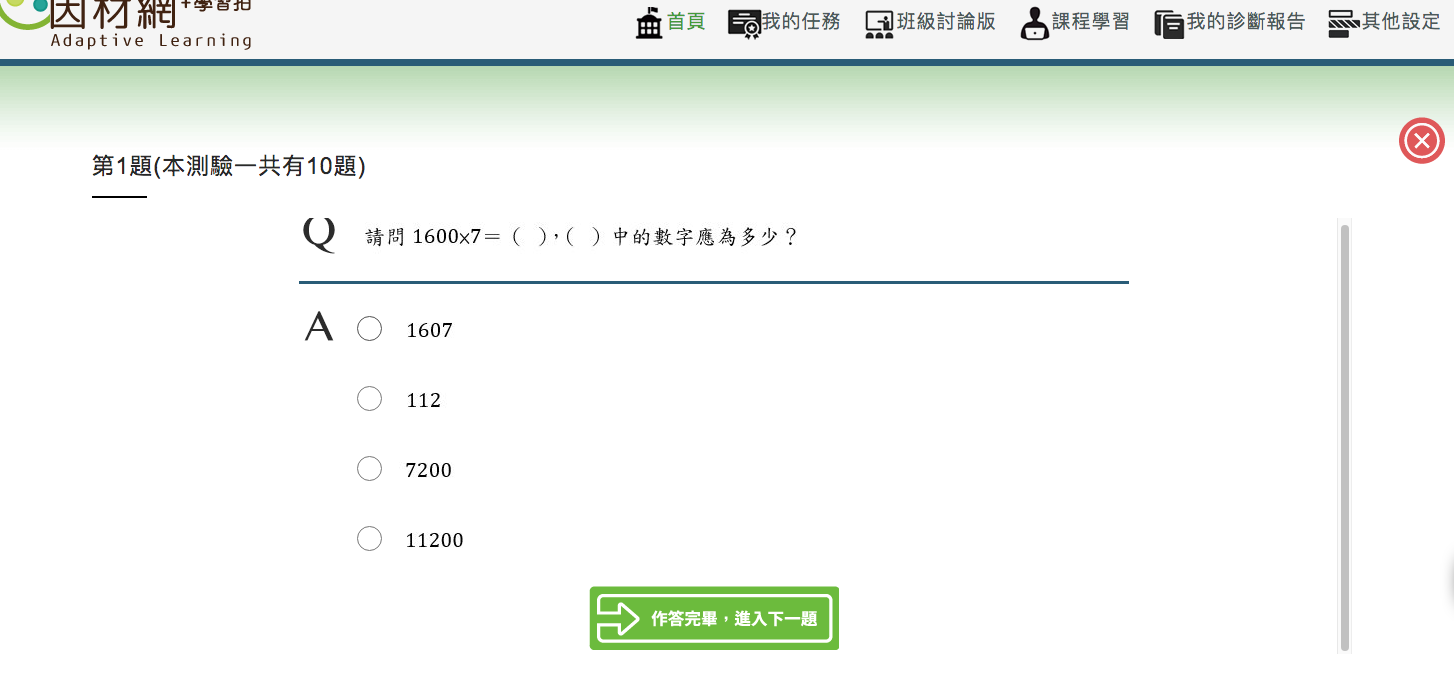 因材網+學習拍
Adaptive Learning
首頁 我的任務 班級討論版 課程學習 我的診斷報告 其他設定
第1題(本測驗一共有10題)
Q 請問 1600×7＝（ ），（ ）中的數字應為多少？
A 1607
112
7200
11200
作答完畢，進入下一題